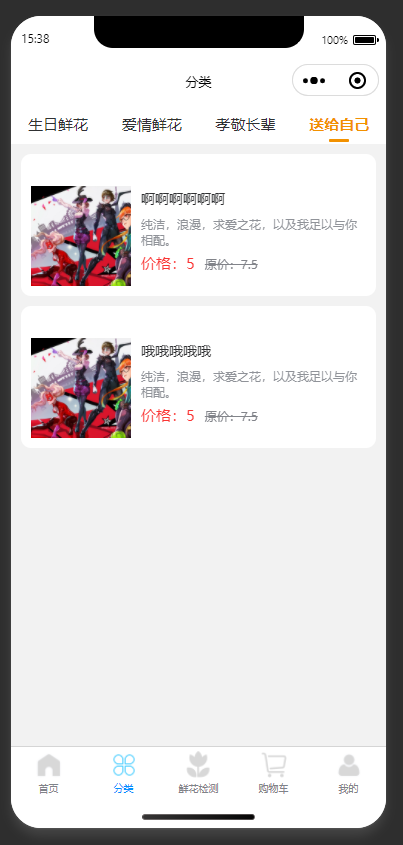 15:38
100%
分类
生日鲜花 爱情鲜花 孝敬长辈 送给自己
啊啊啊啊啊啊
纯洁，浪漫，求爱之花，以及我足以与你
相配。
价格：5 原价：7.5
哦哦哦哦哦
纯洁，浪漫，求爱之花，以及我足以与你
相配。
价格：5 原价：7.5
首页 分类 鲜花检测 购物车 我的